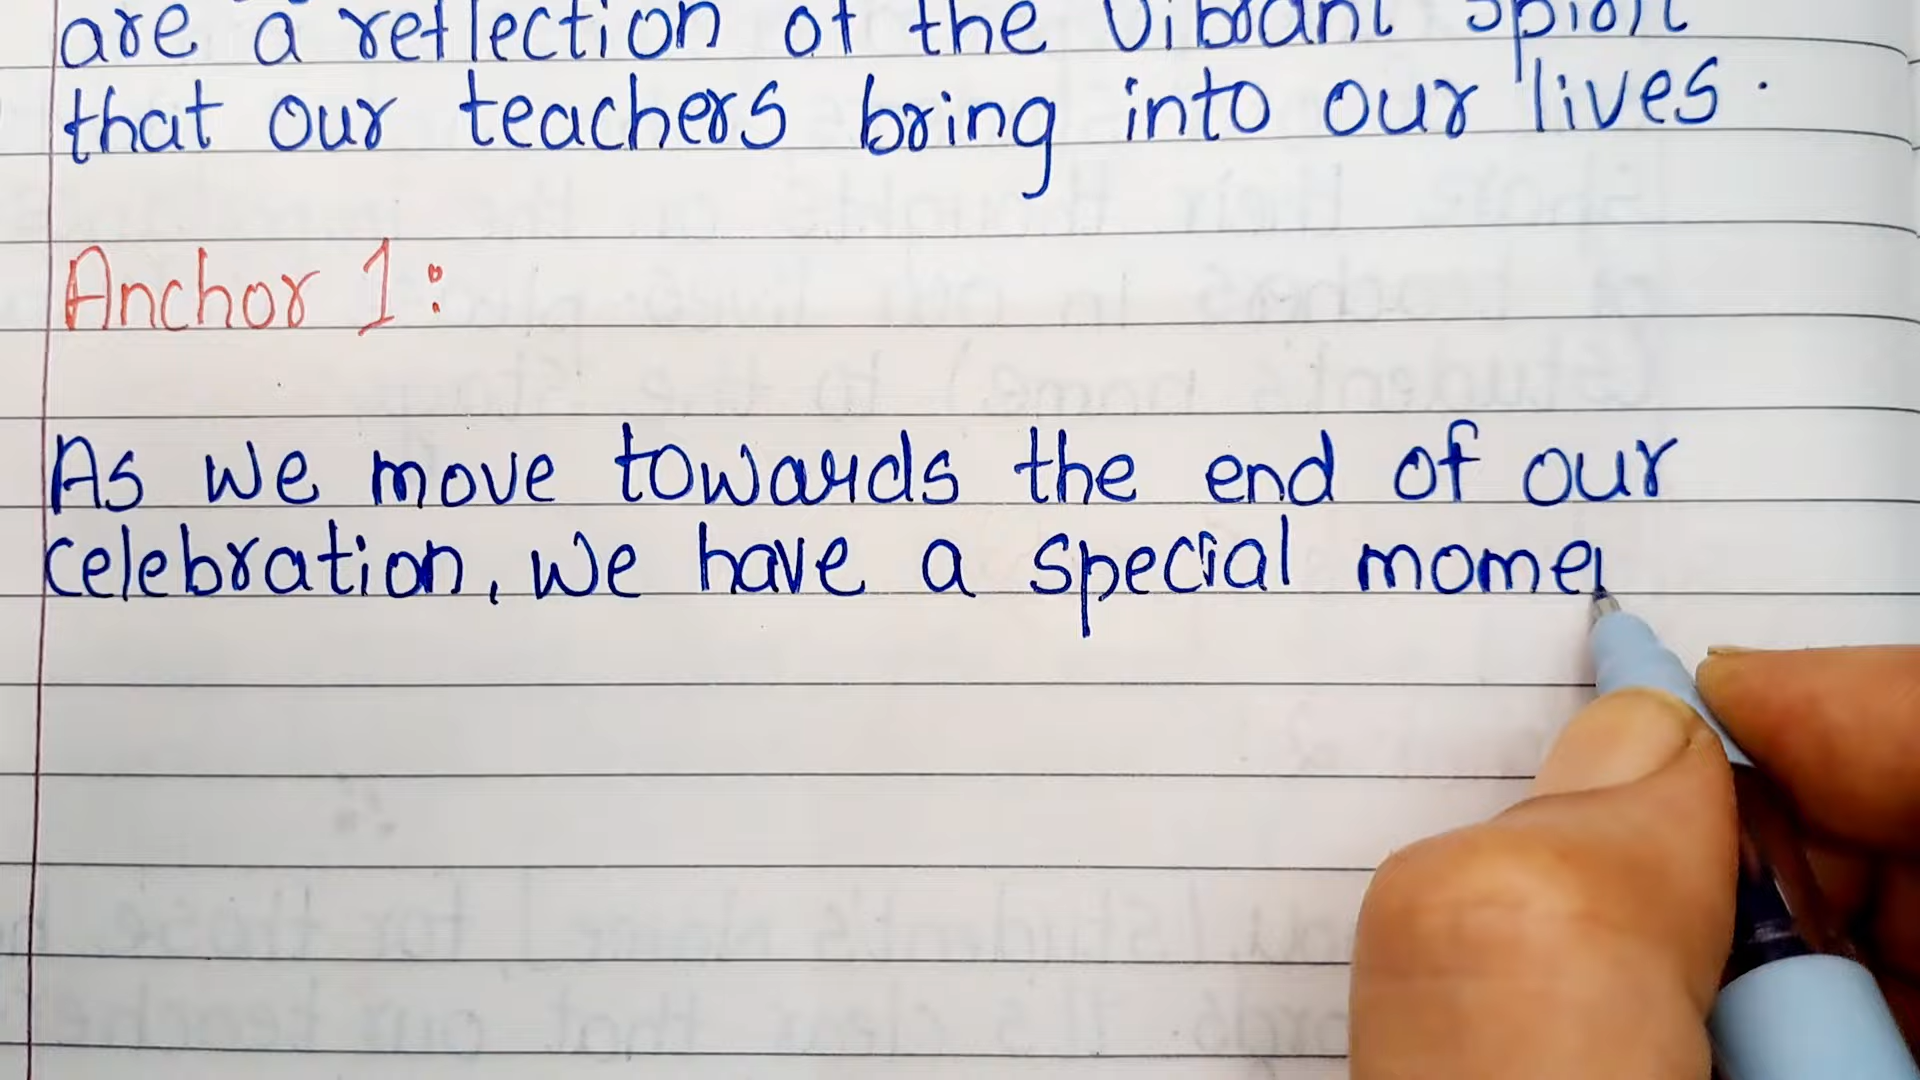 are a reflection of the vibrant spirit
that our teachers bring into our lives.
Anchor 1:
As we move towards the end of our
celebration, we have a special mome